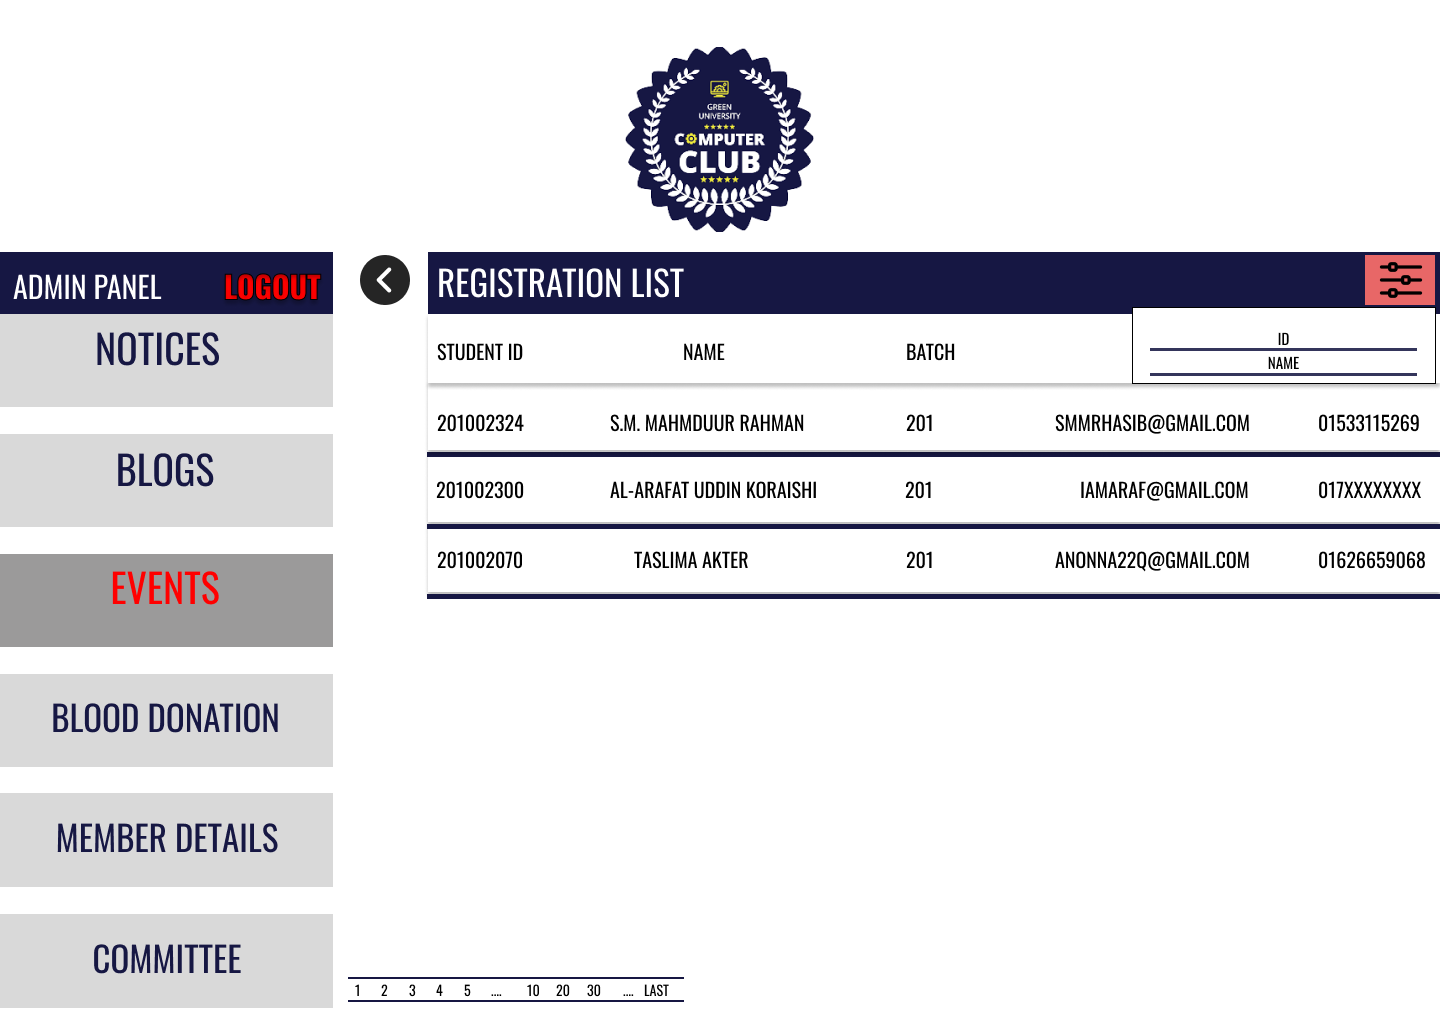 GREEN
UNIVERSITY
COMPUTER
CLUB
ADMIN PANEL LOGOUT
REGISTRATION LIST
NOTICES
BLOGS
EVENTS
BLOOD DONATION
MEMBER DETAILS
COMMITTEE
ID
NAME
STUDENT ID NAME BATCH
201002324 S.M. MAHMDUUR RAHMAN 201 SMMRHASIB@GMAIL.COM 01533115269
201002300 AL-ARAFAT UDDIN KORAISHI 201 IAMARAF@GMAIL.COM 017XXXXXXXX
201002070 TASLIMA AKTER 201 ANONNA22Q@GMAIL.COM 01626659068
1 2 3 4 5 .... 10 20 30 .... LAST